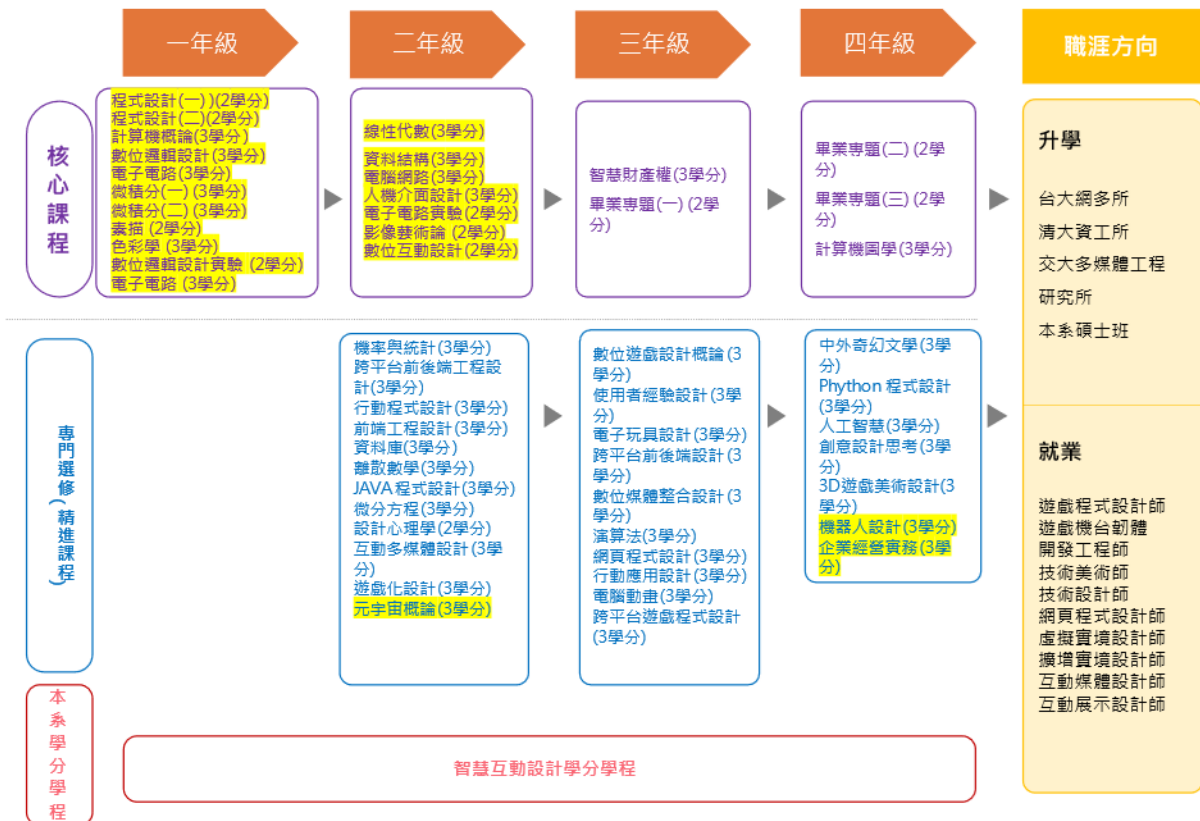 一年級
二年級
三年級
四年級
職涯方向
核
心
課
程
程式設計(一))(2學分)
程式設計(二)(2學分)
計算機概論(3學分)
數位邏輯設計(3學分)
電子電路(3學分)
微積分(一) (3學分)
微積分(二) (3學分)
素描 (2學分)
色彩學 (3學分)
數位邏輯設計實驗 (2學分)
電子電路 (3學分)
線性代數(3學分)
資料結構(3學分)
電腦網路(3學分)
人機介面設計(3學分)
電子電路實驗(2學分)
影像藝術論 (2學分)
數位互動設計(2學分)
智慧財產權(3學分)
畢業專題(一) (2學
分)
畢業專題(二) (2學
分)
畢業專題(三) (2學
分)
計算機圖學(3學分)
升學
台大網多所
清大資工所
交大多媒體工程
研究所
本系碩士班
專
門
選
修
(
精
進
課
程
)
機率與統計(3學分)
跨平台前後端工程設
計(3學分)
行動程式設計(3學分)
前端工程設計(3學分)
資料庫(3學分)
離散數學(3學分)
JAVA程式設計(3學分)
微分方程(3學分)
設計心理學(2學分)
互動多媒體設計(3學
分)
遊戲化設計(3學分)
元宇宙概論(3學分)
數位遊戲設計概論(3
學分)
使用者經驗設計(3學
分)
電子玩具設計(3學分)
跨平台前後端設計(3
學分)
數位媒體整合設計(3
學分)
演算法(3學分)
網頁程式設計(3學分)
行動應用設計(3學分)
電腦動畫(3學分)
跨平台遊戲程式設計
(3學分)
中外奇幻文學(3學
分)
Phython 程式設計
(3學分)
人工智慧(3學分)
創意設計思考(3學
分)
3D遊戲美術設計(3
學分)
機器人設計(3學分)
企業經營實務(3學
分)
就業
遊戲程式設計師
遊戲機台韌體
開發工程師
技術美術師
技術設計師
網頁程式設計師
虛擬實境設計師
擴增實境設計師
互動媒體設計師
互動展示設計師
本
系
學
分
學
程
智慧互動設計學分學程